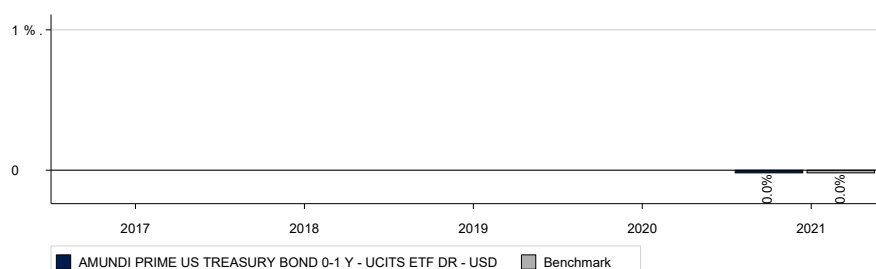 1 % .
0
0.0%
0.0%
2017 2018 2019 2020 2021
AMUNDI PRIME US TREASURY BOND 0-1 Y - UCITS ETF DR - USD Benchmark